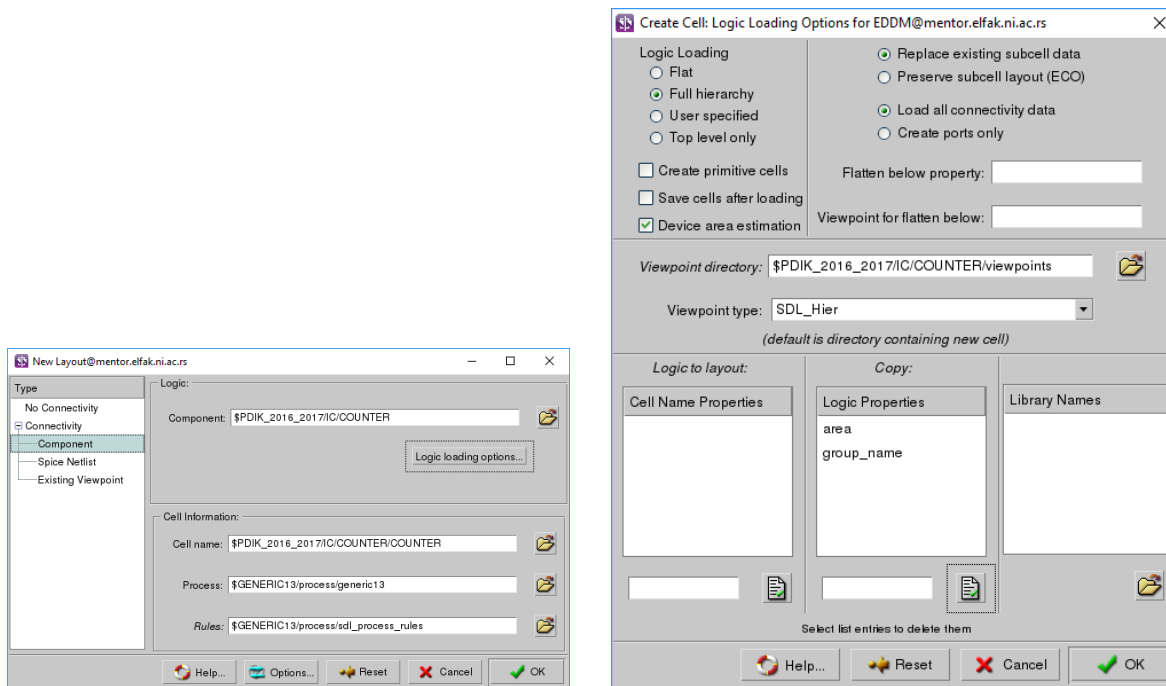 New Layout@mentor.elfak.ni.ac.rs
Type
No Connectivity
Connectivity
Component
Spice Netlist
Existing Viewpoint
Logic:
Component: $PDIK_2016_2017/IC/COUNTER
Logic loading options...
Cell Information:
Cell name: $PDIK_2016_2017/IC/COUNTER/COUNTER
Process: $GENERIC13/process/generic13
Rules: $GENERIC13/process/sdl_process_rules
Help... Options... Reset Cancel OK
Create Cell: Logic Loading Options for EDDM@mentor.elfak.ni.ac.rs
Logic Loading
Flat
Full hierarchy
User specified
Top level only
Replace existing subcell data
Preserve subcell layout (ECO)
Load all connectivity data
Create ports only
Create primitive cells
Save cells after loading
Device area estimation
Flatten below property:
Viewpoint for flatten below:
Viewpoint directory: $PDIK_2016_2017/IC/COUNTER/viewpoints
Viewpoint type: SDL_Hier
(default is directory containing new cell)
Logic to layout:
Cell Name Properties
Copy:
Logic Properties
area
group_name
Library Names
Select list entries to delete them
Help... Reset Cancel OK